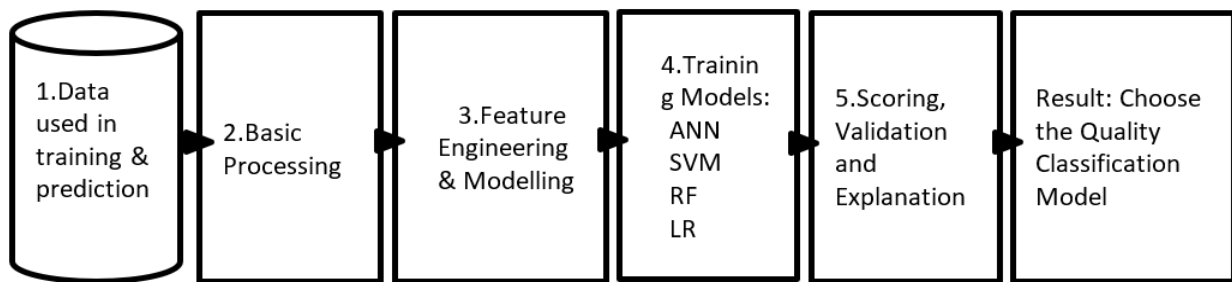 1.Data
used in
training &
prediction
2.Basic
Processing
3.Feature
Engineering
& Modelling
4.Trainin
g Models:
ANN
SVM
RF
LR
5.Scoring,
Validation
and
Explanation
Result: Choose
the Quality
Classification
Model